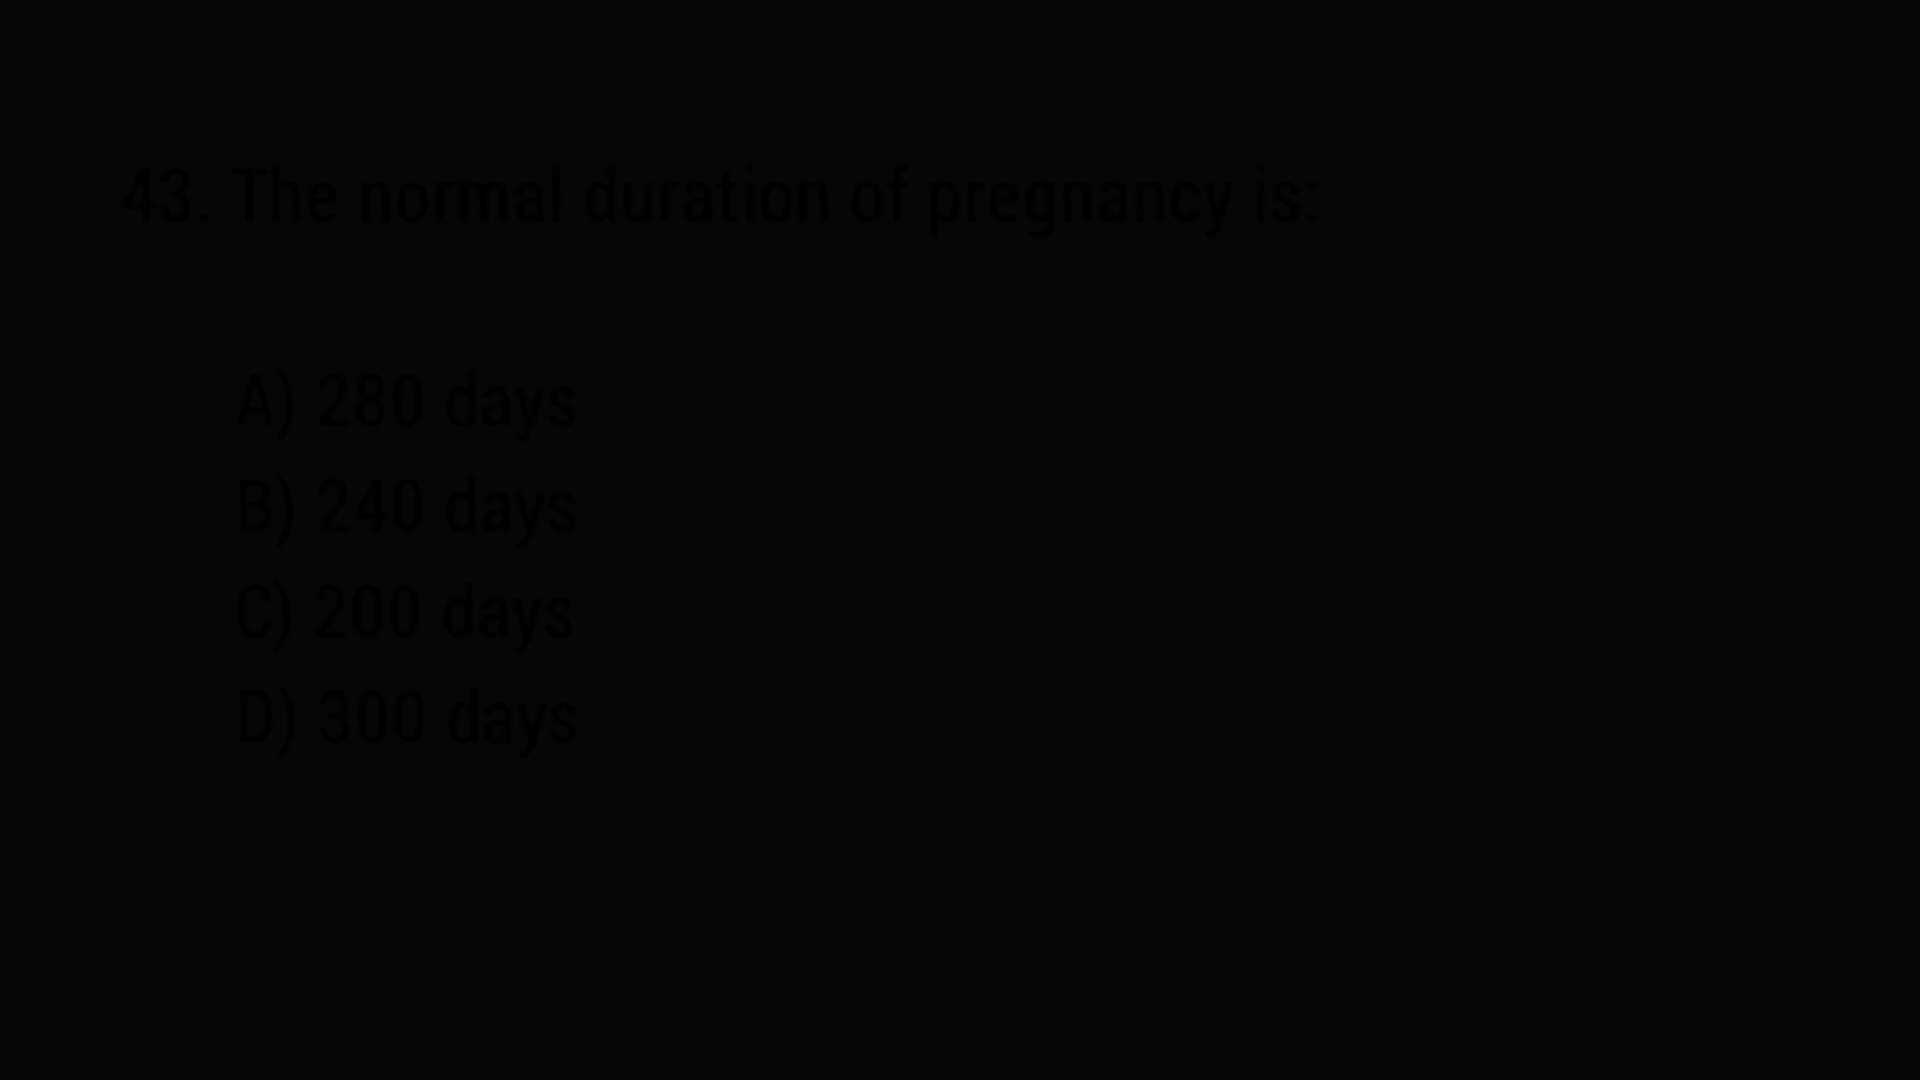 43. The normal duration of pregnancy is:
A) 280 days
B) 240 days
C) 200 days
D) 300 days